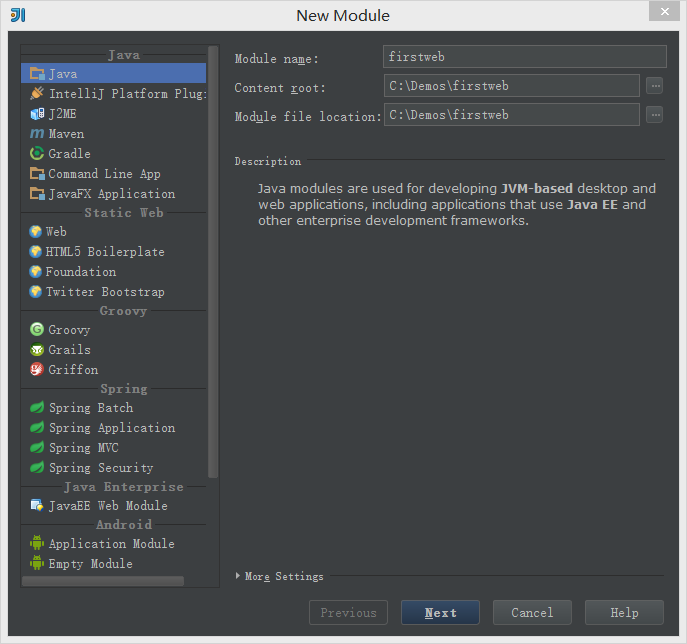 New Module
Java
Java
IntelliJ Platform Plugi
J2ME
Maven
Gradle
Command Line App
JavaFX Application
Static Web
Web
HTML5 Boilerplate
Foundation
Twitter Bootstrap
Groovy
Groovy
Grails
Griffon
Spring
Spring Batch
Spring Application
Spring MVC
Spring Security
Java Enterprise
JavaEE Web Module
Android
Application Module
Empty Module
Module name: firstweb
Content root: C:\Demos\firstweb
Module file location: C:\Demos\firstweb
Description
Java modules are used for developing JVM-based desktop and
web applications, including applications that use Java EE and
other enterprise development frameworks.
More Settings
Previous Next Cancel Help